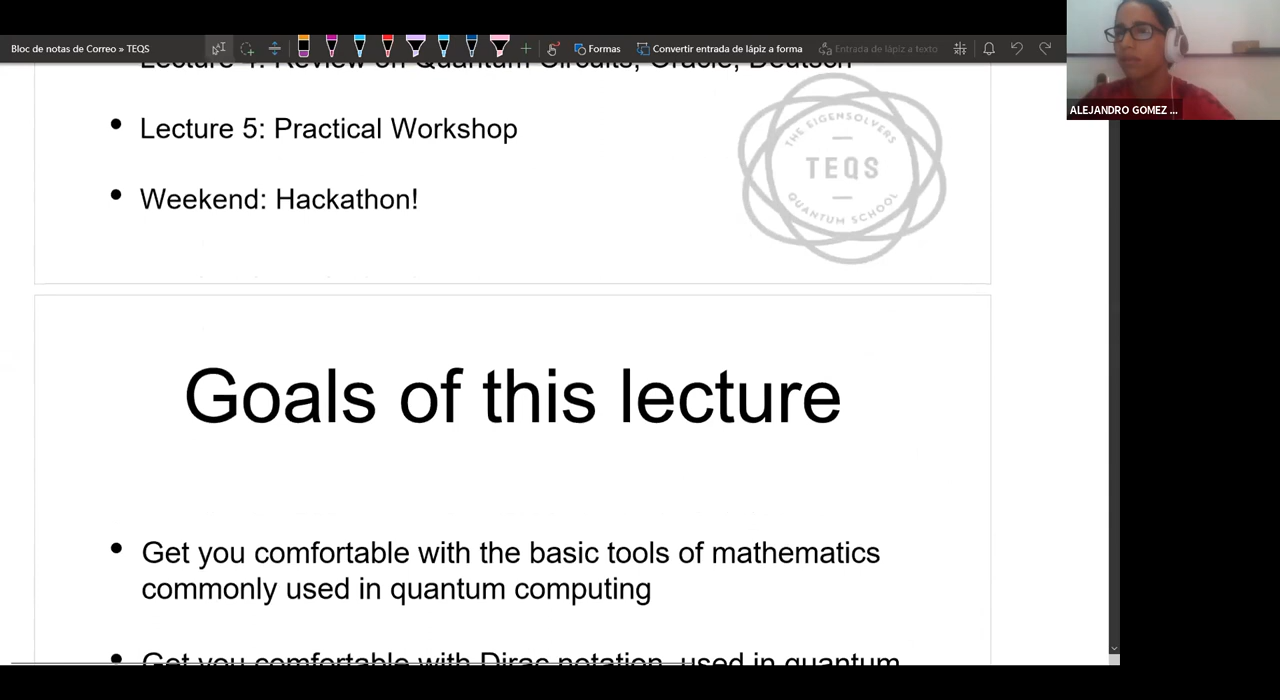 Bloc de notas de Correo » TEQS
Formas
Convertir entrada de lápiz a forma
Entrada de lápiz a texto
ALEJANDRO GOMEZ ...
Lecture 4: Review on Quantum Circuits, Oracle, Deutsch
• Lecture 5: Practical Workshop
• Weekend: Hackathon!
THE EIGENSOLVERS
TEQS
QUANTUM SCHOOL
Goals of this lecture
• Get you comfortable with the basic tools of mathematics
commonly used in quantum computing
• Get you comfortable with Dirac notation, used in quantum